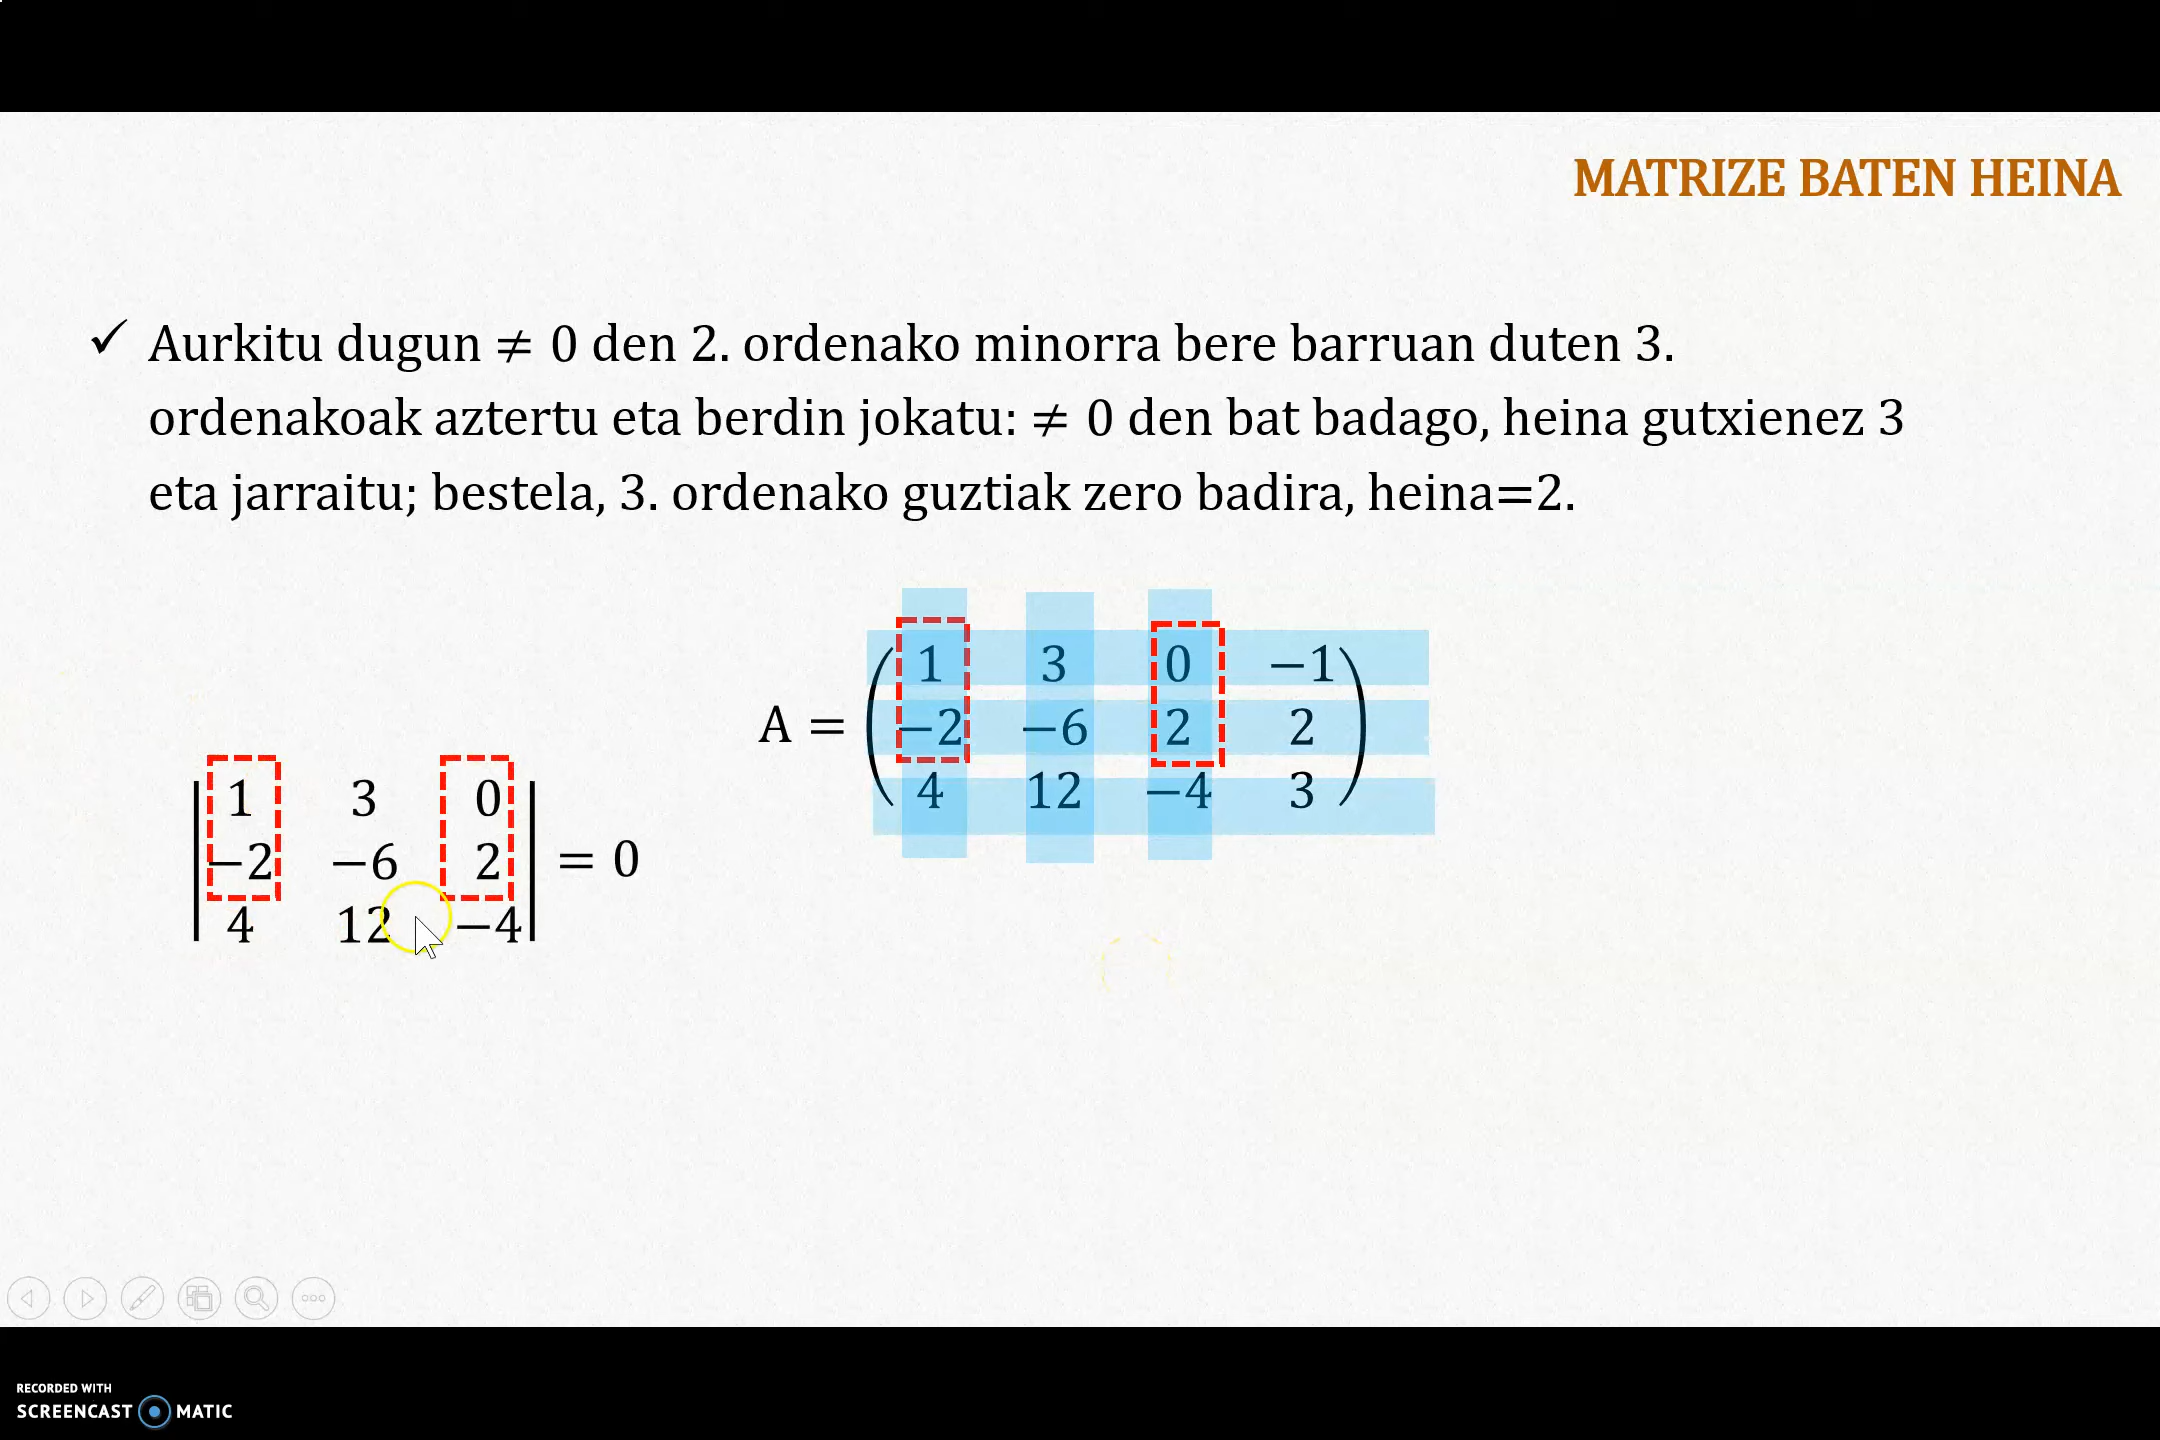 MATRIZE BATEN HEINA
✓ Aurkitu dugun ≠ 0 den 2. ordenako minorra bere barruan duten 3.
ordenakoak aztertu eta berdin jokatu: ≠ 0 den bat badago, heina gutxienez 3
eta jarraitu; bestela, 3. ordenako guztiak zero badira, heina=2.
1 3 0
−2 −6 2 = 0
4 12 −4
1 3 0 −1
A = −2 −6 2 2
4 12 −4 3
RECORDED WITH
SCREENCAST MATIC